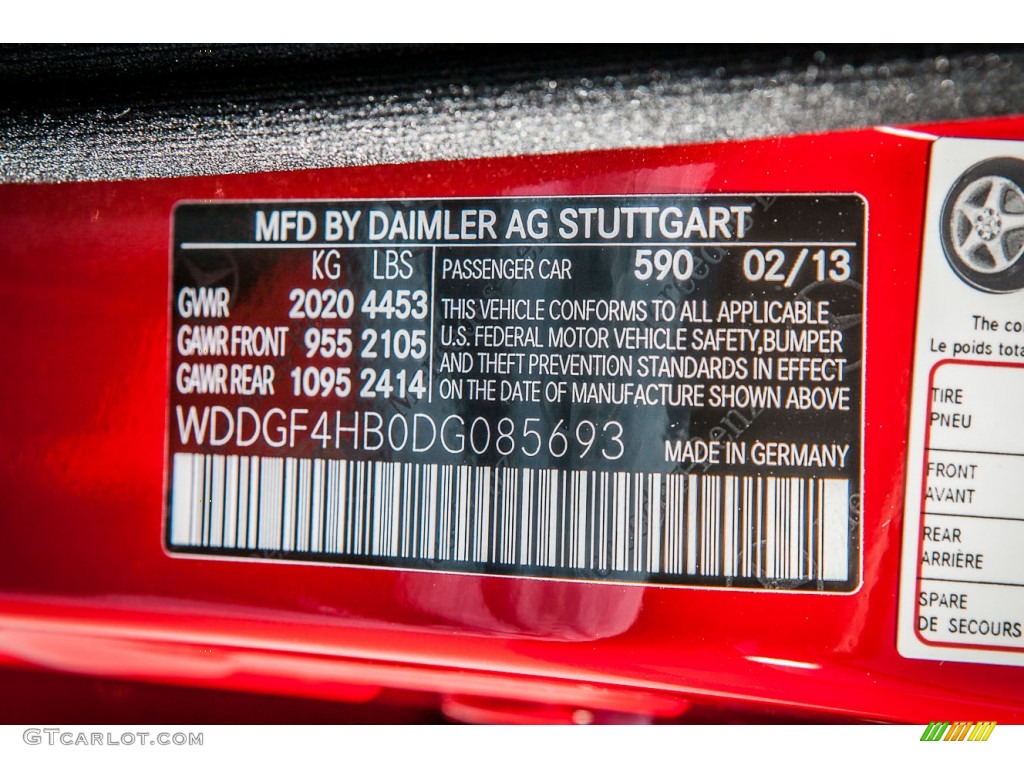 MFD BY DAIMLER AG STUTTGART
KG LBS
GVWR 2020 4453
GAWR FRONT 955 2105
GAWR REAR 1095 2414
PASSENGER CAR 590 02/13
THIS VEHICLE CONFORMS TO ALL APPLICABLE
U.S. FEDERAL MOTOR VEHICLE SAFETY,BUMPER
AND THEFT PREVENTION STANDARDS IN EFFECT
ON THE DATE OF MANUFACTURE SHOWN ABOVE
WDDGF4HB0DG085693
MADE IN GERMANY
The co
Le poids tota
TIRE
PNEU
FRONT
AVANT
REAR
ARRIÈRE
SPARE
DE SECOURS
GTCARLOT.COM